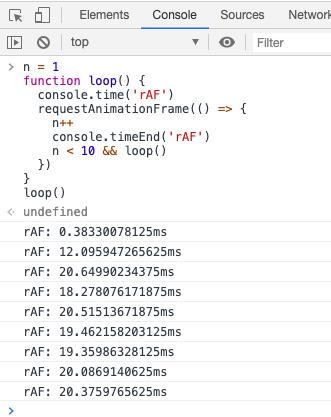 Elements Console Sources Network
top Filter
> n = 1
function loop() {
  console.time('rAF')
  requestAnimationFrame(() => {
    n++
    console.timeEnd('rAF')
    n < 10 && loop()
  })
}
loop()
undefined
rAF: 0.38330078125ms
rAF: 12.095947265625ms
rAF: 20.64990234375ms
rAF: 18.278076171875ms
rAF: 20.51513671875ms
rAF: 19.462158203125ms
rAF: 19.35986328125ms
rAF: 20.0869140625ms
rAF: 20.3759765625ms
>